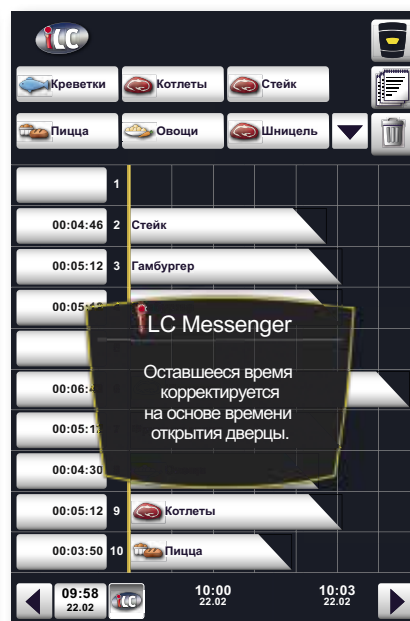 iLC
Креветки
Котлеты
Стейк
Пицца
Овощи
Шницель
1
00:04:46 2 Стейк
00:05:12 3 Гамбургер
iLC Messenger
Оставшееся время
корректируется
на основе времени
открытия дверцы.
00:04:30
00:05:12 9 Котлеты
00:03:50 10 Пицца
09:58
22.02
iLC
10:00
22.02
10:03
22.02